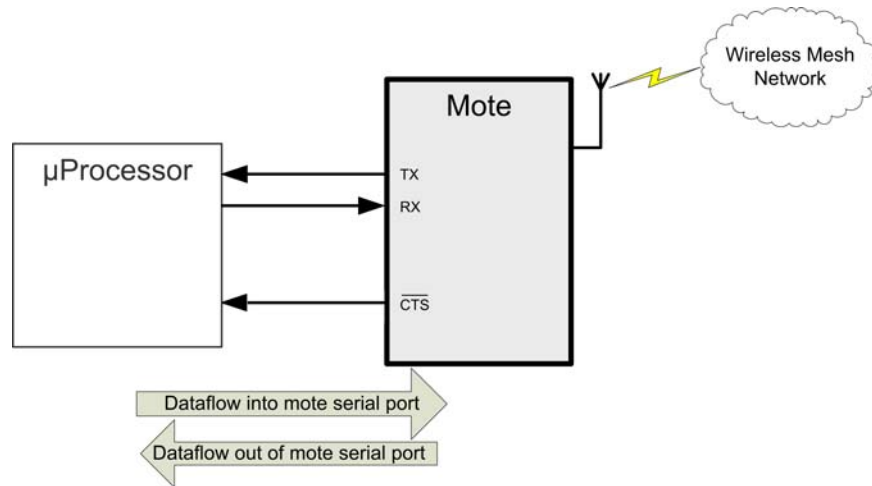 Wireless Mesh
Network
Mote
µProcessor
TX
RX
CTS
Dataflow into mote serial port
Dataflow out of mote serial port